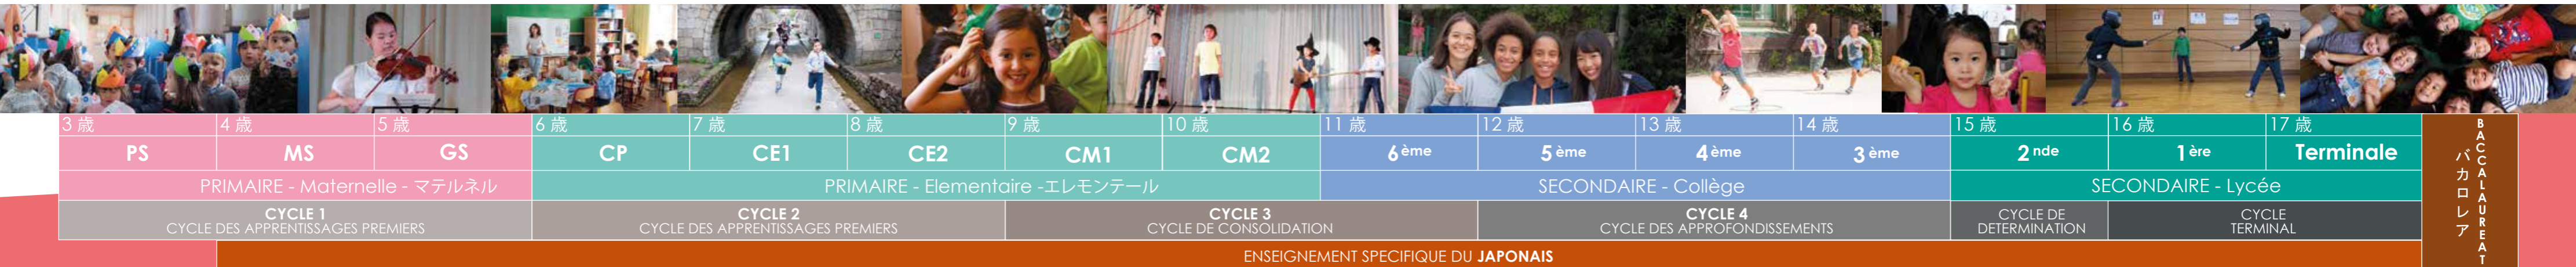 3 歳 4 歳 5 歳 6 歳 7 歳 8 歳 9 歳 10 歳 11 歳 12 歳 13 歳 14 歳 15 歳 16 歳 17 歳
PS MS GS CP CE1 CE2 CM1 CM2 6 ème 5 ème 4 ème 3 ème 2 nde 1 ère Terminale
PRIMAIRE - Maternelle - マテルネル PRIMAIRE - Elementaire -エレモンテール SECONDAIRE - Collège SECONDAIRE - Lycée
CYCLE 1
CYCLE DES APPRENTISSAGES PREMIERS
CYCLE 2
CYCLE DES APPRENTISSAGES PREMIERS
CYCLE 3
CYCLE DE CONSOLIDATION
CYCLE 4
CYCLE DES APPROFONDISSEMENTS
CYCLE DE
DETERMINATION
CYCLE
TERMINAL
ENSEIGNEMENT SPECIFIQUE DU JAPONAIS
バカロレア
BACCALAUREAT